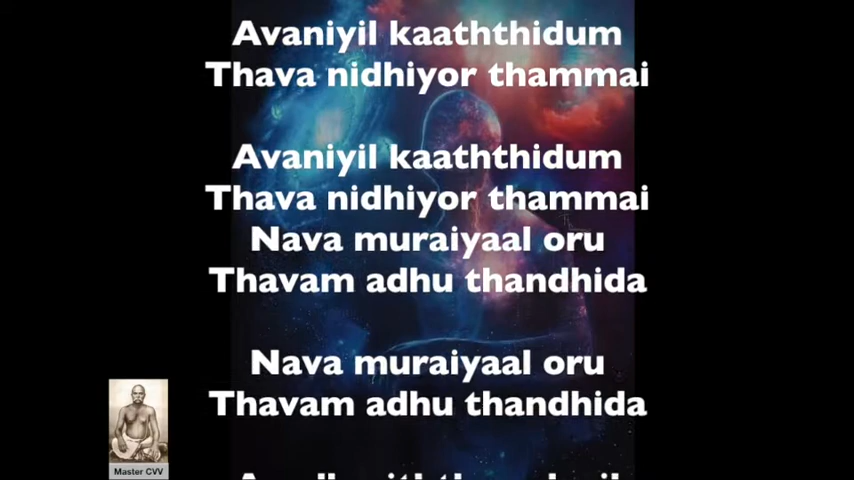 Avaniyil kaaththidum
Thava nidhiyor thammai
Avaniyil kaaththidum
Thava nidhiyor thammai
Nava muraiyaal oru
Thavam adhu thandhida
Nava muraiyaal oru
Thavam adhu thandhida
Master CVV